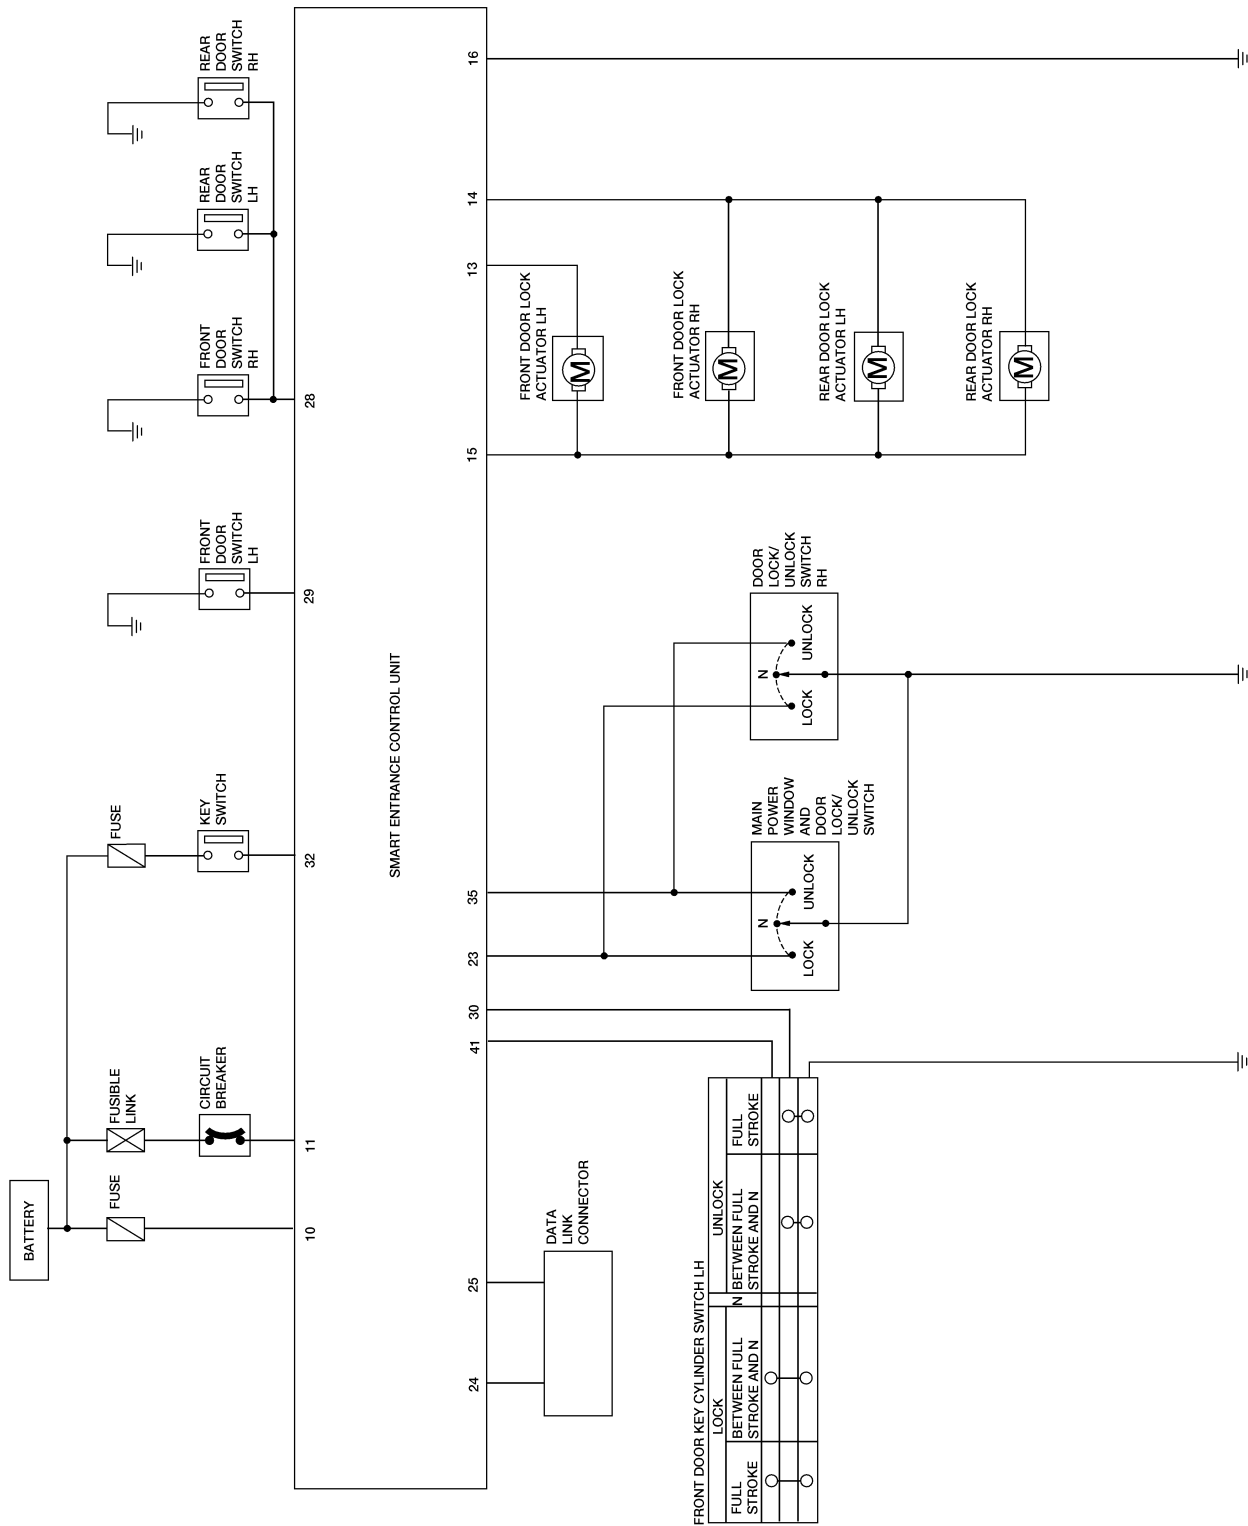 BATTERY
FUSE
10
FUSIBLE
LINK
CIRCUIT
BREAKER
11
FUSE
KEY
SWITCH
32
FRONT
DOOR
SWITCH
LH
29
FRONT
DOOR
SWITCH
RH
28
REAR
DOOR
SWITCH
LH
REAR
DOOR
SWITCH
RH
SMART ENTRANCE CONTROL UNIT
24
25
41
30
23
35
15
13
14
16
DATA
LINK
CONNECTOR
FRONT DOOR KEY CYLINDER SWITCH LH
LOCK
N
UNLOCK
FULL
STROKE
BETWEEN FULL
STROKE AND N
BETWEEN FULL
STROKE AND N
FULL
STROKE
MAIN
POWER
WINDOW
AND
DOOR
LOCK/
UNLOCK
SWITCH
N
LOCK
UNLOCK
DOOR
LOCK/
UNLOCK
SWITCH
RH
N
LOCK
UNLOCK
FRONT DOOR LOCK
ACTUATOR LH
M
FRONT DOOR LOCK
ACTUATOR RH
M
REAR DOOR LOCK
ACTUATOR LH
M
REAR DOOR LOCK
ACTUATOR RH
M